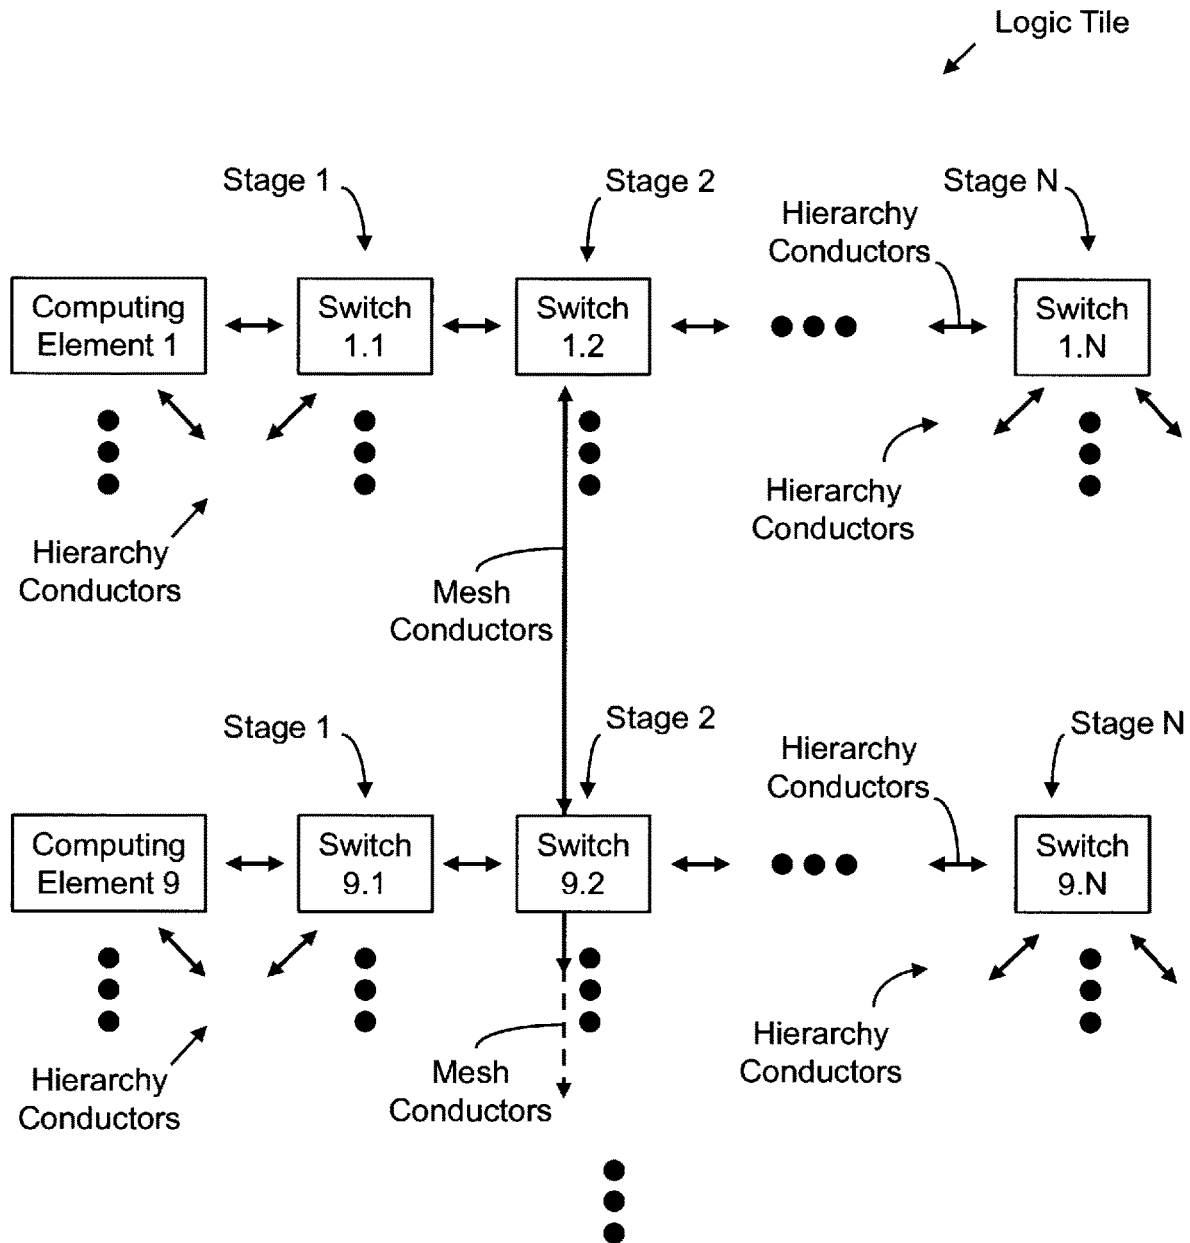 Logic Tile
Stage 1
Stage 2
Stage N
Hierarchy
Conductors
Computing
Element 1
Switch
1.1
Switch
1.2
Switch
1.N
Hierarchy
Conductors
Hierarchy
Conductors
Mesh
Conductors
Stage 1
Stage 2
Stage N
Hierarchy
Conductors
Computing
Element 9
Switch
9.1
Switch
9.2
Switch
9.N
Hierarchy
Conductors
Hierarchy
Conductors
Mesh
Conductors